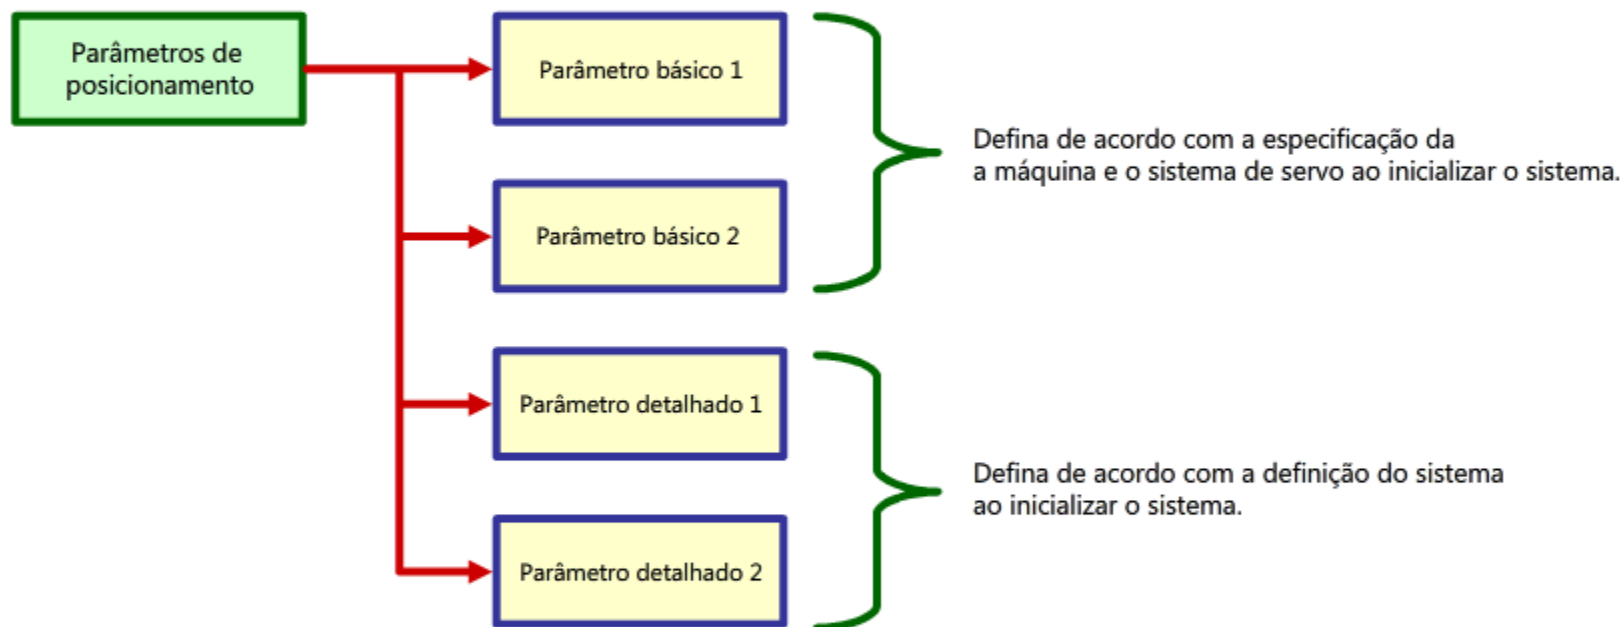 Parâmetros de
posicionamento
Parâmetro básico 1
Parâmetro básico 2
Defina de acordo com a especificação da
a máquina e o sistema de servo ao inicializar o sistema.
Parâmetro detalhado 1
Parâmetro detalhado 2
Defina de acordo com a definição do sistema
ao inicializar o sistema.